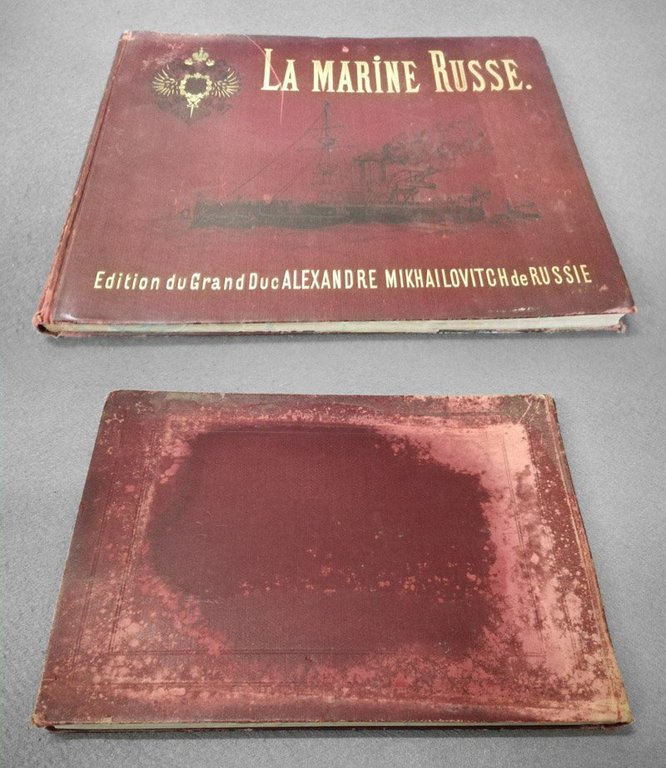 LA MARINE RUSSE.
Edition du Grand Duc ALEXANDRE MIKHAILOVITCH de RUSSIE